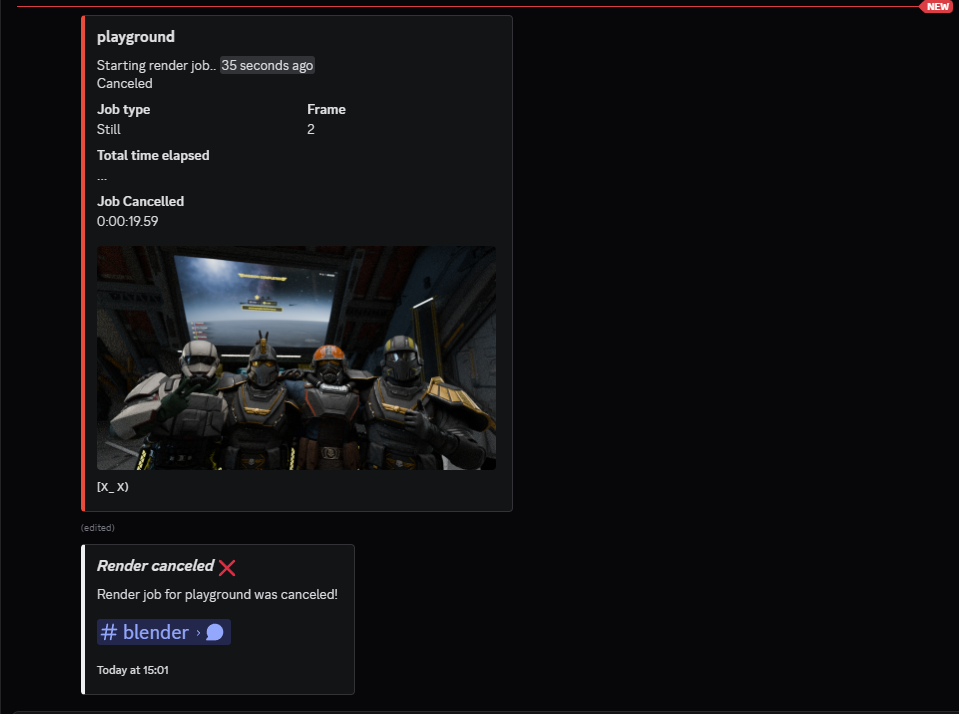 NEW
playground
Starting render job.. 35 seconds ago
Canceled
Job type
Frame
Still
2
Total time elapsed
...
Job Cancelled
0:00:19.59
[X_ X)
(edited)
Render canceled ❌
Render job for playground was canceled!
# blender ›
Today at 15:01